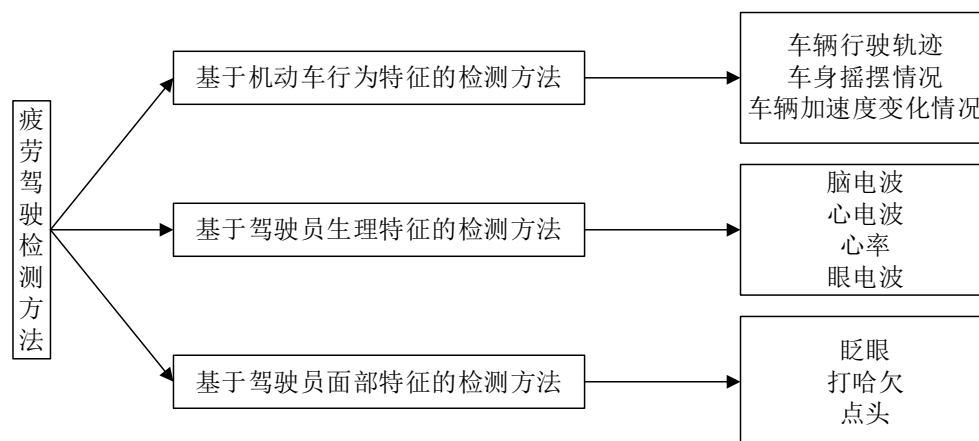 疲劳驾驶检测方法
基于机动车行为特征的检测方法
车辆行驶轨迹
车身摇摆情况
车辆加速度变化情况
基于驾驶员生理特征的检测方法
脑电波
心电波
心率
眼电波
基于驾驶员面部特征的检测方法
眨眼
打哈欠
点头